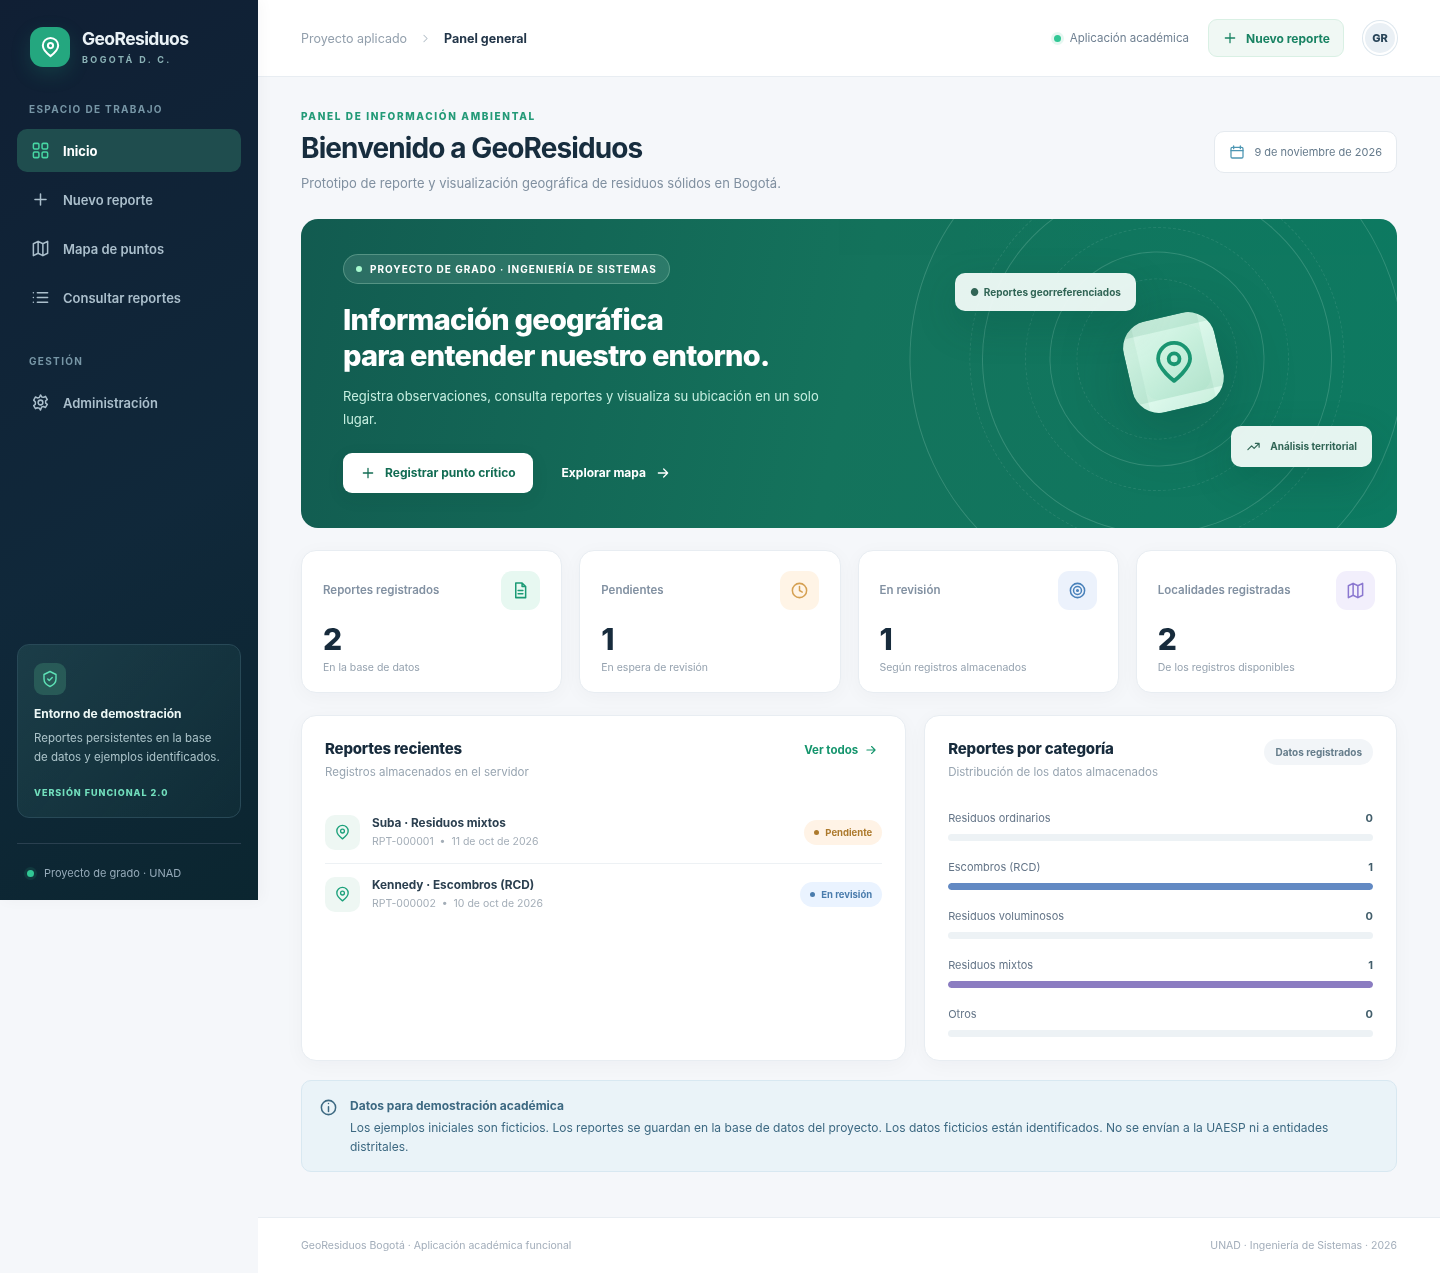 GeoResiduos
BOGOTÁ D. C.
ESPACIO DE TRABAJO
Inicio
Nuevo reporte
Mapa de puntos
Consultar reportes
GESTIÓN
Administración
Entorno de demostración
Reportes persistentes en la base
de datos y ejemplos identificados.
VERSIÓN FUNCIONAL 2.0
Proyecto de grado · UNAD
Proyecto aplicado
Panel general
Aplicación académica
Nuevo reporte
GR
PANEL DE INFORMACIÓN AMBIENTAL
Bienvenido a GeoResiduos
Prototipo de reporte y visualización geográfica de residuos sólidos en Bogotá.
9 de noviembre de 2026
PROYECTO DE GRADO · INGENIERÍA DE SISTEMAS
Información geográfica
para entender nuestro entorno.
Registra observaciones, consulta reportes y visualiza su ubicación en un solo
lugar.
Registrar punto crítico
Explorar mapa
Reportes georreferenciados
Análisis territorial
Reportes registrados
2
En la base de datos
Pendientes
1
En espera de revisión
En revisión
1
Según registros almacenados
Localidades registradas
2
De los registros disponibles
Reportes recientes
Ver todos
Registros almacenados en el servidor
Suba · Residuos mixtos
RPT-000001 • 11 de oct de 2026
Pendiente
Kennedy · Escombros (RCD)
RPT-000002 • 10 de oct de 2026
En revisión
Reportes por categoría
Datos registrados
Distribución de los datos almacenados
Residuos ordinarios 0
Escombros (RCD) 1
Residuos voluminosos 0
Residuos mixtos 1
Otros 0
Datos para demostración académica
Los ejemplos iniciales son ficticios. Los reportes se guardan en la base de datos del proyecto. Los datos ficticios están identificados. No se envían a la UAESP ni a entidades
distritales.
GeoResiduos Bogotá · Aplicación académica funcional
UNAD · Ingeniería de Sistemas · 2026